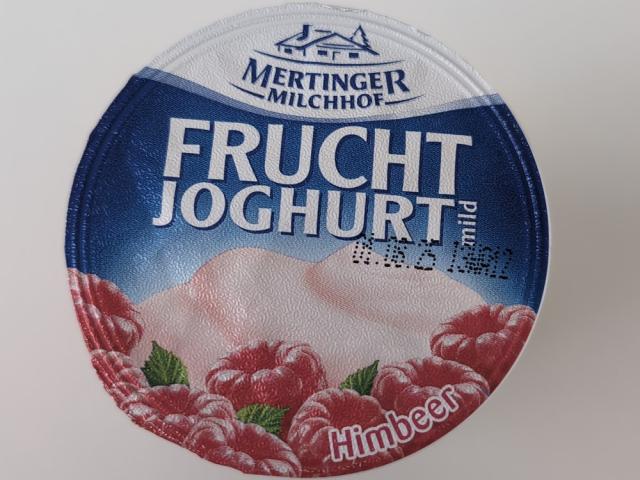 MERTINGER
MILCHHOF
FRUCHT
JOGHURT
mild
Himbeer